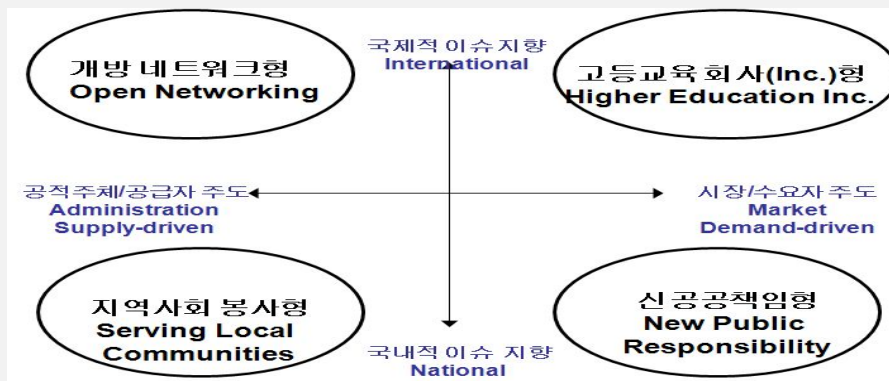 국제적 이슈 지향
International
개방 네트워크형
Open Networking
고등교육 회사(Inc.)형
Higher Education Inc.
공적주체/공급자 주도
Administration
Supply-driven
시장/수요자 주도
Market
Demand-driven
지역사회 봉사형
Serving Local
Communities
신공공책임형
New Public
Responsibility
국내적 이슈 지향
National